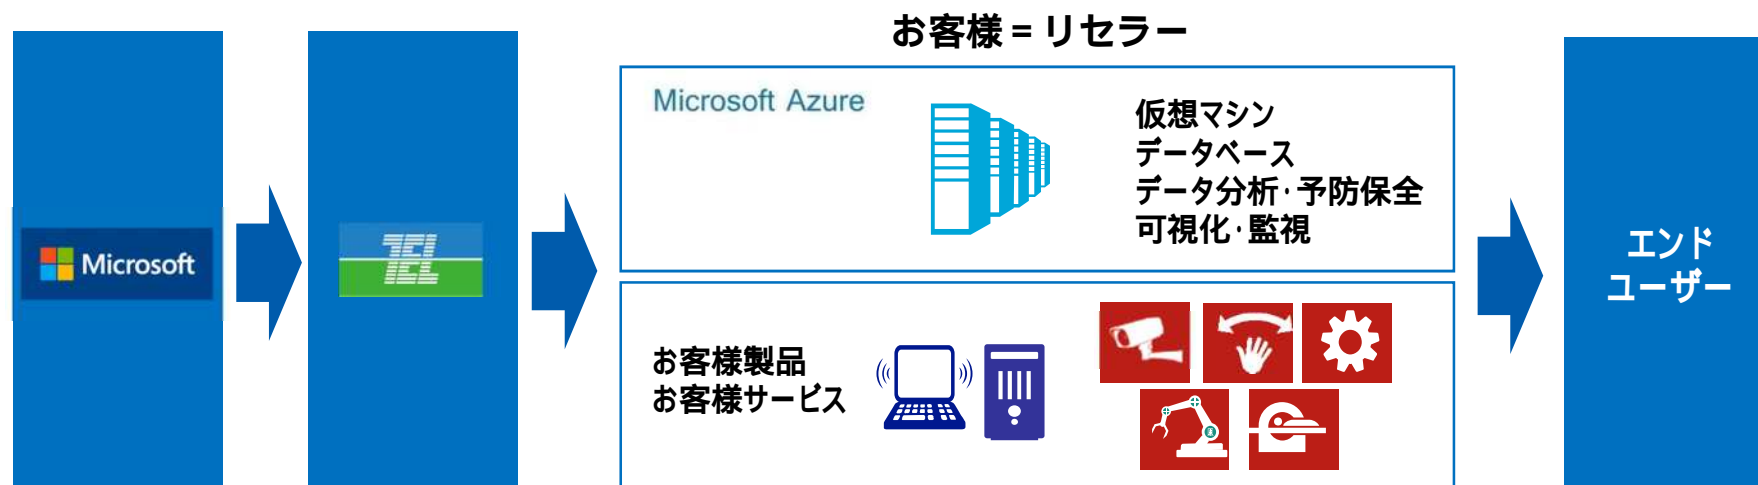 お客様 = リセラー
Microsoft
TEL
Microsoft Azure
仮想マシン
データベース
データ分析・予防保全
可視化・監視
お客様製品
お客様サービス
エンド
ユーザー